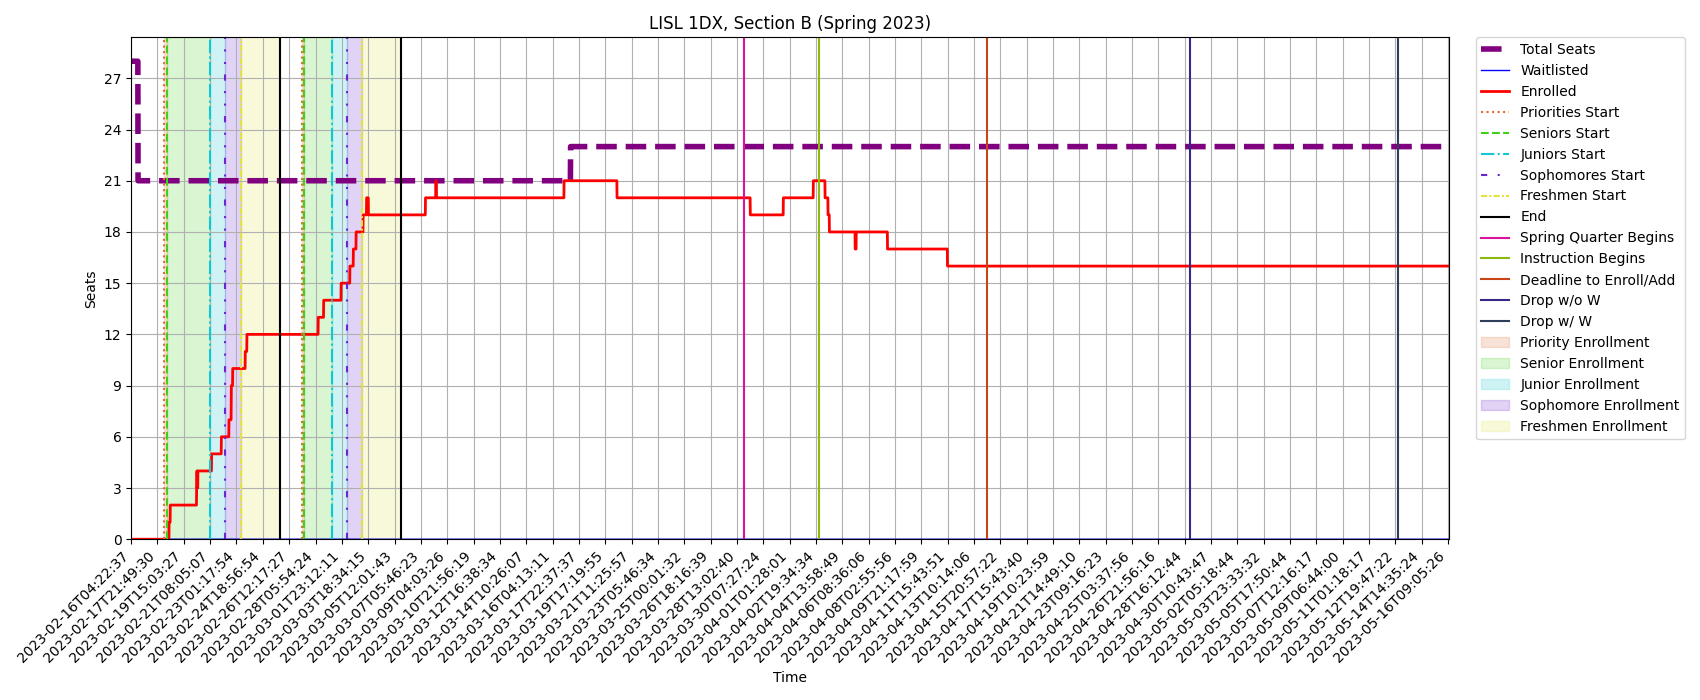 LISL 1DX, Section B (Spring 2023)
Seats
27
24
21
18
15
12
9
6
3
0
2023-02-16T04:22:37
2023-02-17T21:49:30
2023-02-19T15:03:27
2023-02-21T08:05:07
2023-02-23T01:17:54
2023-02-24T18:56:54
2023-02-26T12:17:27
2023-02-28T05:54:24
2023-03-01T23:12:11
2023-03-03T18:34:15
2023-03-05T12:01:43
2023-03-07T05:46:23
2023-03-09T04:03:26
2023-03-10T21:56:19
2023-03-12T16:38:34
2023-03-14T10:26:07
2023-03-16T04:13:11
2023-03-17T22:37:37
2023-03-19T17:19:55
2023-03-21T11:25:57
2023-03-23T05:46:34
2023-03-25T00:01:32
2023-03-26T18:16:39
2023-03-28T13:02:40
2023-03-30T07:27:24
2023-04-01T01:28:01
2023-04-02T19:34:34
2023-04-04T13:58:49
2023-04-06T08:36:06
2023-04-08T02:55:56
2023-04-09T21:17:59
2023-04-11T15:43:51
2023-04-13T10:14:06
2023-04-15T20:57:22
2023-04-17T15:43:40
2023-04-19T10:23:59
2023-04-21T14:49:10
2023-04-23T09:16:23
2023-04-25T03:37:56
2023-04-26T21:56:16
2023-04-28T16:12:44
2023-04-30T10:43:47
2023-05-02T05:18:44
2023-05-03T23:33:32
2023-05-05T17:50:44
2023-05-07T12:16:17
2023-05-09T06:44:00
2023-05-11T01:18:17
2023-05-12T19:47:22
2023-05-14T14:35:24
2023-05-16T09:05:26
Time
Total Seats
Waitlisted
Enrolled
Priorities Start
Seniors Start
Juniors Start
Sophomores Start
Freshmen Start
End
Spring Quarter Begins
Instruction Begins
Deadline to Enroll/Add
Drop w/o W
Drop w/ W
Priority Enrollment
Senior Enrollment
Junior Enrollment
Sophomore Enrollment
Freshmen Enrollment